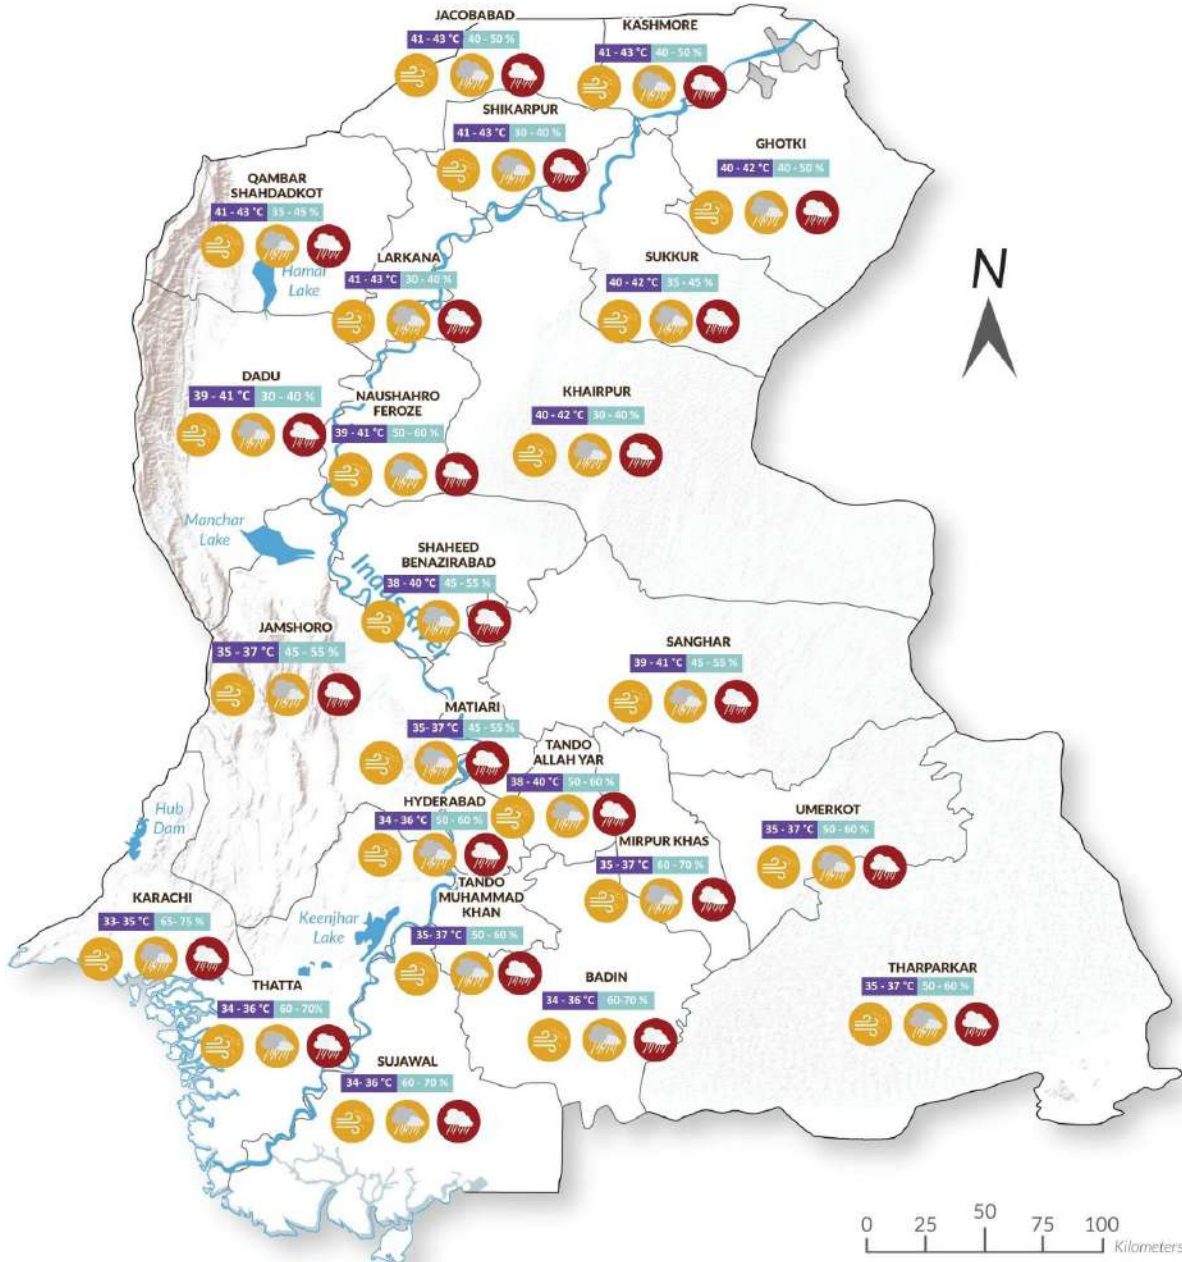 JACOBABAD
41 - 43 °C 40 - 50 %
KASHMORE
41 - 43 °C 40 - 50 %
SHIKARPUR
41 - 43 °C 30 - 40 %
GHOTKI
40 - 42°C 40 - 50 %
QAMBAR
SHAHDADKOT
41 - 43 °C 35 - 45 %
Hamal
Lake
LARKANA
41 - 43 °C 30 - 40 %
SUKKUR
40 - 42 °C 35 - 45 %
N
DADU
39 - 41 °C 30 - 40 %
NAUSHAHRO
FEROZE
39 - 41 °C 50 - 60 %
KHAIRPUR
40 - 42 °C 30 - 40 %
Manchar
Lake
SHAHEED
BENAZIRABAD
38 - 40 °C 45 - 55 %
Indus River
JAMSHORO
35 - 37 °C 45 - 55 %
SANGHAR
39 - 41 °C 45 - 55 %
MATIARI
35- 37 °C 45 - 55 %
TANDO
ALLAH YAR
38 - 40 °C 50 - 60 %
Hub
Dam
HYDERABAD
34 - 36 °C 50 - 60 %
UMERKOT
35 - 37 °C 50 - 60 %
MIRPUR KHAS
35 - 37 °C 60 - 70 %
KARACHI
33- 35 °C 65- 75 %
Keenjhar
Lake
TANDO
MUHAMMAD
KHAN
35- 37 °C 50 - 60 %
THATTA
34 - 36 °C 60 - 70%
BADIN
34 - 36 °C 60-70 %
THARPARKAR
35 - 37 °C 50 - 60 %
SUJAWAL
34- 36 °C 60 - 70 %
0 25 50 75 100
Kilometers